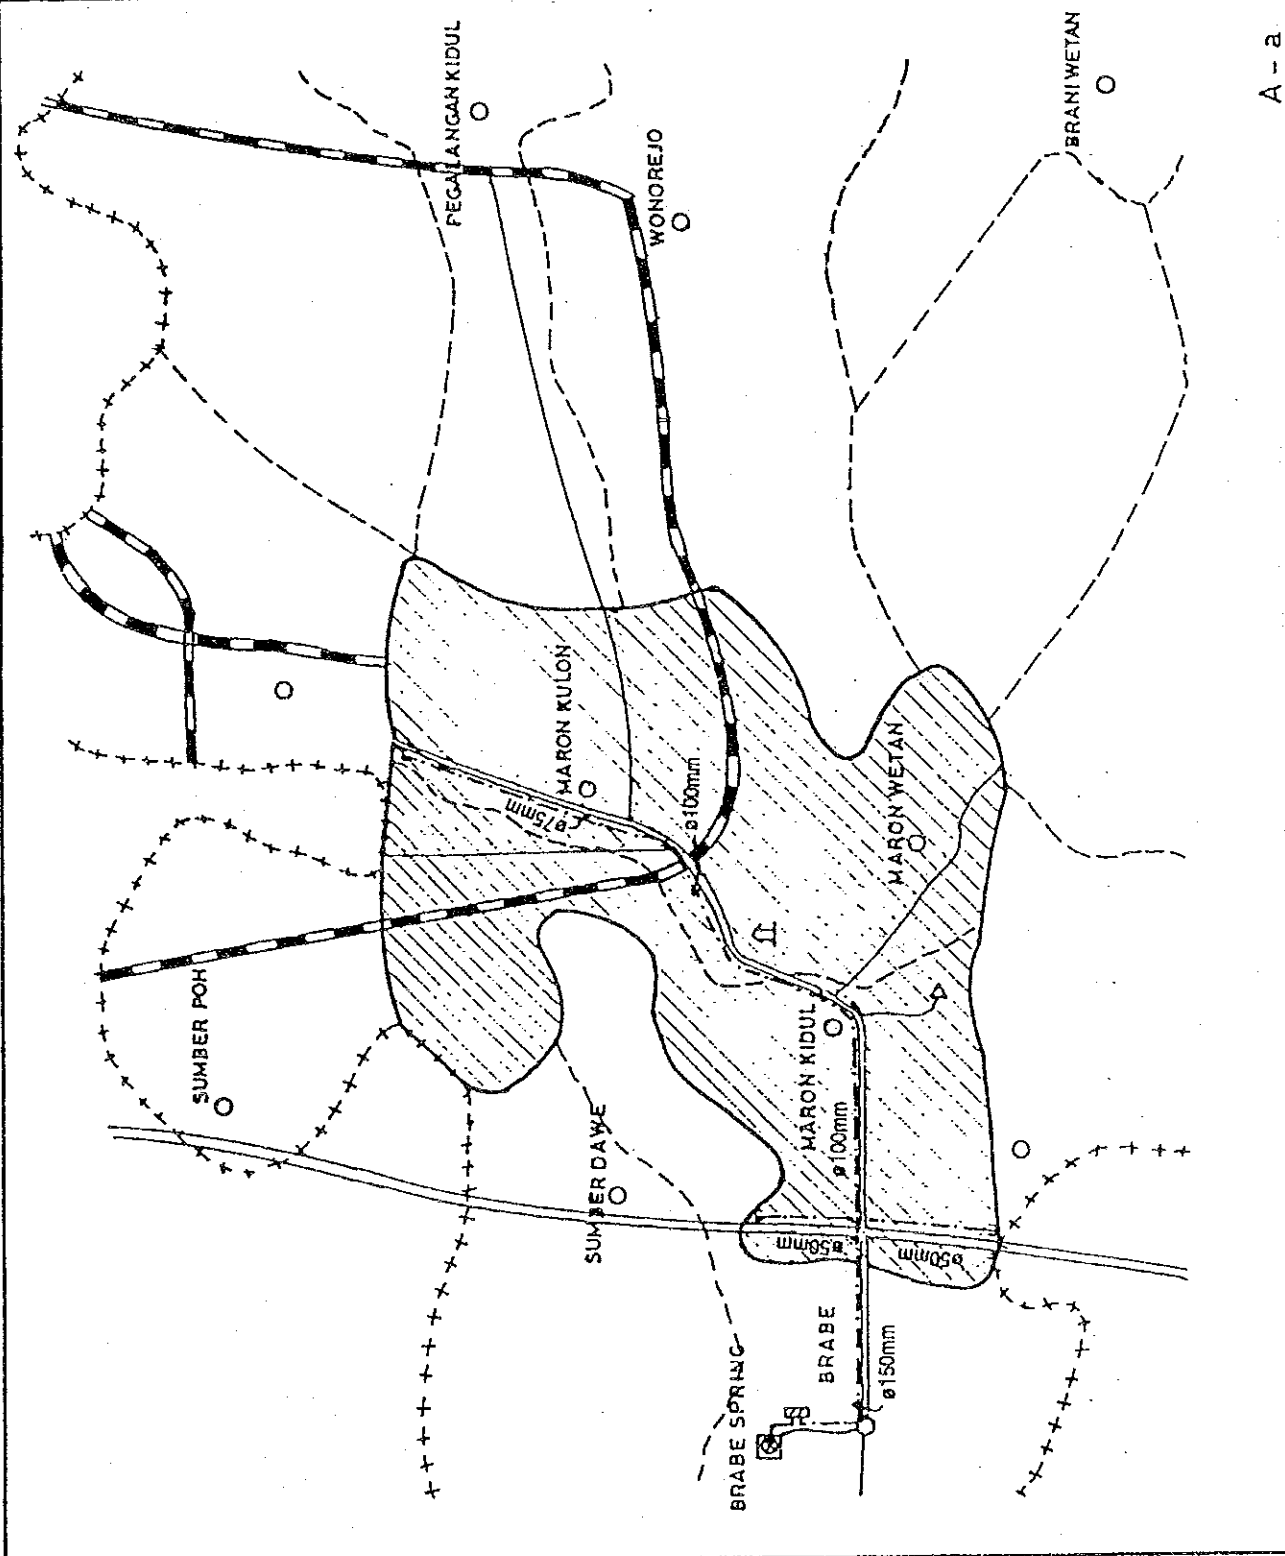 PEGALANGAN KIDUL
BRANI WETAN
WONOREJO
MARON KULON
ø75mm
ø100mm
MARON WETAN
SUMBER POH
MARON KIDUL
ø100mm
SUMBER DAWE
ø50mm
ø50mm
BRABE
ø150mm
BRABE SPRING
A - a